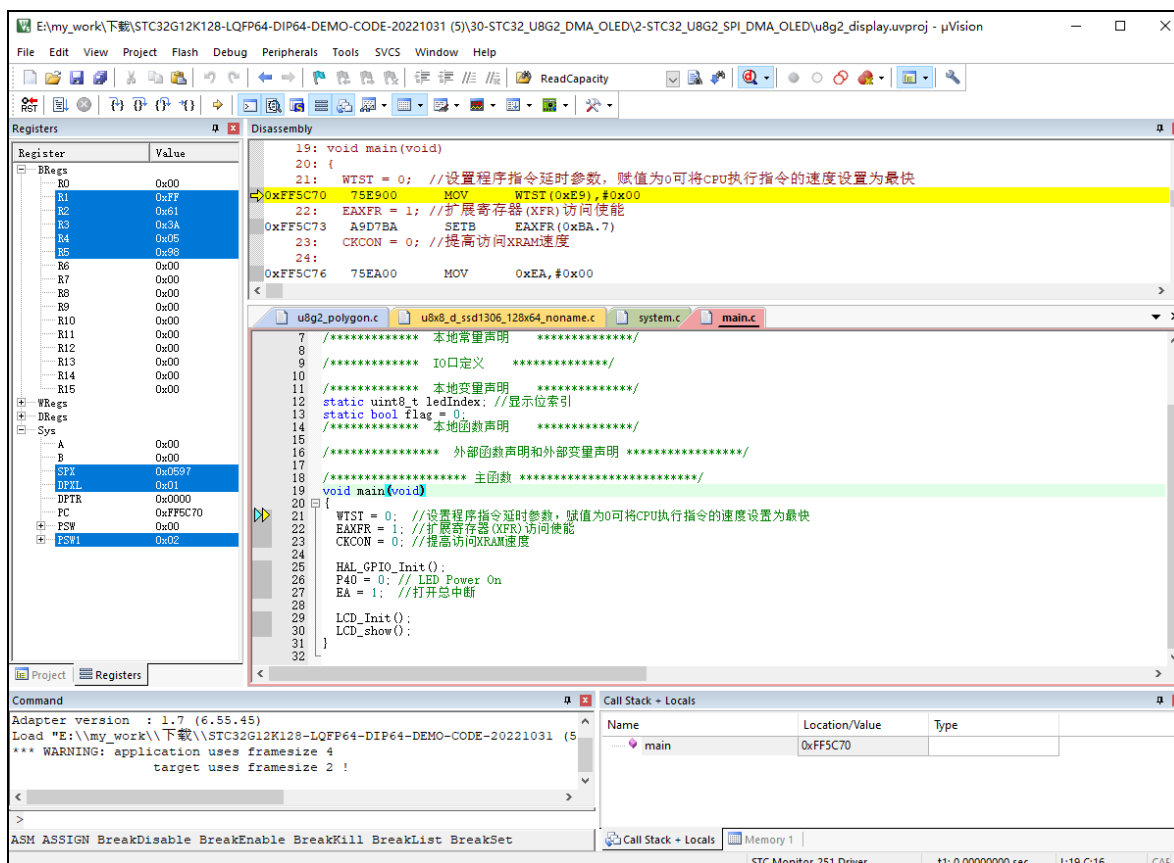 E:\my_work\下载\STC32G12K128-LQFP64-DIP64-DEMO-CODE-20221031 (5)\30-STC32_U8G2_DMA_OLED\2-STC32_U8G2_SPI_DMA_OLED\u8g2_display.uvproj - µVision
File Edit View Project Flash Debug Peripherals Tools SVCS Window Help
ReadCapacity
RST
Registers
Register Value
BRegs
R0 0x00
R1 0xFF
R2 0x61
R3 0x3A
R4 0x05
R5 0x98
R6 0x00
R7 0x00
R8 0x00
R9 0x00
R10 0x00
R11 0x00
R12 0x00
R13 0x00
R14 0x00
R15 0x00
WRegs
DRegs
Sys
A 0x00
B 0x00
SPX 0x0597
DPXL 0x01
DPTR 0x0000
PC 0xFF5C70
PSW 0x00
PSW1 0x02
Project Registers
Disassembly
19: void main(void)
20: {
21: WTST = 0; //设置程序指令延时参数，赋值为0可将CPU执行指令的速度设置为最快
0xFF5C70 75E900 MOV WTST(0xE9),#0x00
22: EAXFR = 1; //扩展寄存器(XFR)访问使能
0xFF5C73 A9D7BA SETB EAXFR(0xBA.7)
23: CKCON = 0; //提高访问XRAM速度
24:
0xFF5C76 75EA00 MOV 0xEA,#0x00
u8g2_polygon.c u8x8_d_ssd1306_128x64_noname.c system.c main.c
7 /************* 本地常量声明 **************/
8
9 /************* IO口定义 **************/
10
11 /************* 本地变量声明 **************/
12 static uint8_t ledIndex; //显示位索引
13 static bool flag = 0;
14 /************* 本地函数声明 **************/
15
16 /**************** 外部函数声明和外部变量声明 *****************/
17
18 /******************** 主函数 **************************/
19 void main(void)
20 {
21 WTST = 0; //设置程序指令延时参数，赋值为0可将CPU执行指令的速度设置为最快
22 EAXFR = 1; //扩展寄存器(XFR)访问使能
23 CKCON = 0; //提高访问XRAM速度
24
25 HAL_GPIO_Init();
26 P40 = 0; // LED Power On
27 EA = 1; //打开总中断
28
29 LCD_Init();
30 LCD_show();
31 }
32
Command
Adapter version : 1.7 (6.55.45)
Load "E:\\my_work\\下载\\STC32G12K128-LQFP64-DIP64-DEMO-CODE-20221031 (5
*** WARNING: application uses framesize 4
target uses framesize 2 !
>
ASM ASSIGN BreakDisable BreakEnable BreakKill BreakList BreakSet
Call Stack + Locals
Name Location/Value Type
main 0xFF5C70
Call Stack + Locals Memory 1
STC Monitor 251 Driver t1: 0.00000000 sec L:19 C:16 CAP